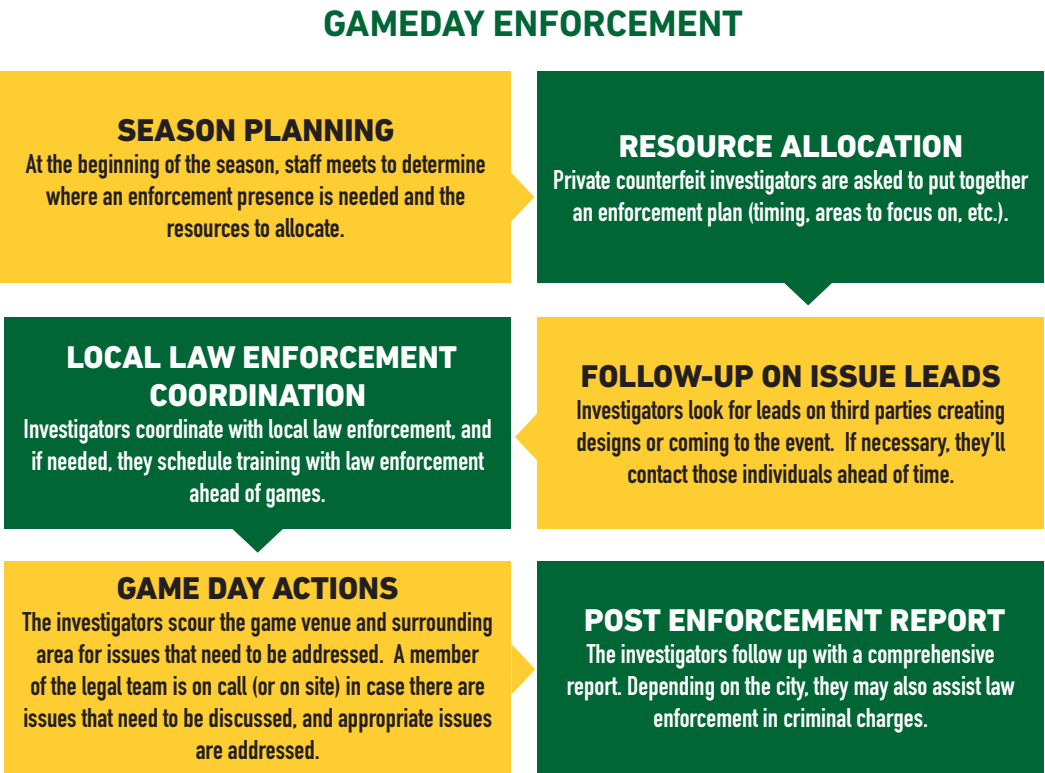 GAMEDAY ENFORCEMENT
SEASON PLANNING
At the beginning of the season, staff meets to determine
where an enforcement presence is needed and the
resources to allocate.
RESOURCE ALLOCATION
Private counterfeit investigators are asked to put together
an enforcement plan (timing, areas to focus on, etc.).
FOLLOW-UP ON ISSUE LEADS
Investigators look for leads on third parties creating
designs or coming to the event. If necessary, they'll
contact those individuals ahead of time.
LOCAL LAW ENFORCEMENT
COORDINATION
Investigators coordinate with local law enforcement, and
if needed, they schedule training with law enforcement
ahead of games.
GAME DAY ACTIONS
The investigators scour the game venue and surrounding
area for issues that need to be addressed. A member
of the legal team is on call (or on site) in case there are
issues that need to be discussed, and appropriate issues
are addressed.
POST ENFORCEMENT REPORT
The investigators follow up with a comprehensive
report. Depending on the city, they may also assist law
enforcement in criminal charges.